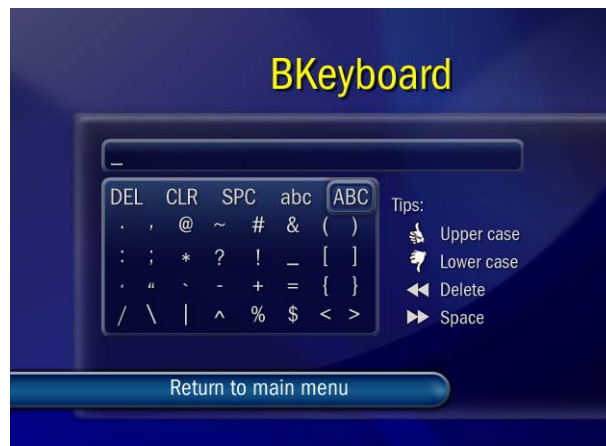 BKeyboard
_
DEL CLR SPC abc ABC
. , @ ~ # & ( )
: ; * ? ! _ [ ]
‘ “ ` - + = { }
/ \ | ^ % $ < >
Tips:
Upper case
Lower case
Delete
Space
Return to main menu